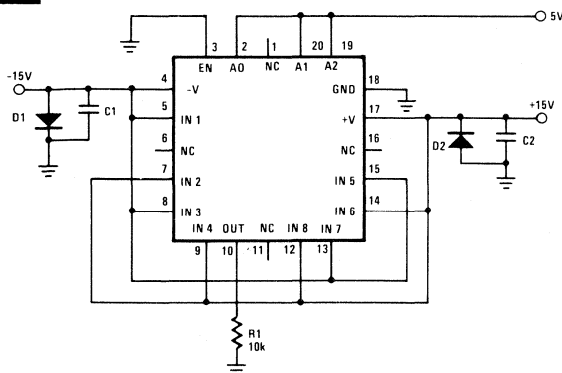 5V
3 2 1 20 19
EN A0 NC A1 A2
-15V
4 -V GND 18
C1
D1
5 IN 1 +V 17
+15V
6 NC NC 16
D2 C2
7 IN 2 IN 5 15
8 IN 3 IN 6 14
IN 4 OUT NC IN 8 IN 7
9 10 11 12 13
R1
10k